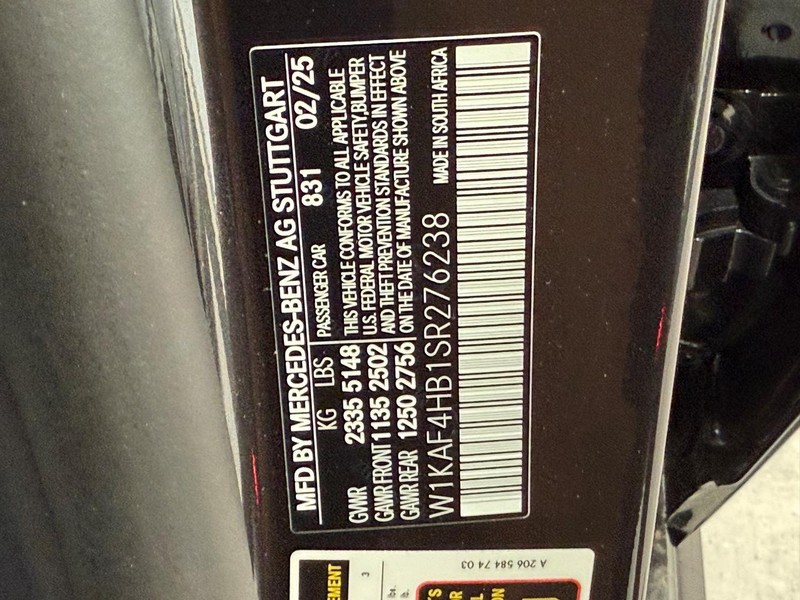 MFD BY MERCEDES-BENZ AG STUTTGART
KG LBS PASSENGER CAR 831 02/25
GVWR 2335 5148 THIS VEHICLE CONFORMS TO ALL APPLICABLE
U.S. FEDERAL MOTOR VEHICLE SAFETY, BUMPER
GAWR FRONT 1135 2502 AND THEFT PREVENTION STANDARDS IN EFFECT
GAWR REAR 1250 2756 ON THE DATE OF MANUFACTURE SHOWN ABOVE
W1KAF4HB1SR276238 MADE IN SOUTH AFRICA
A 206 584 74 03